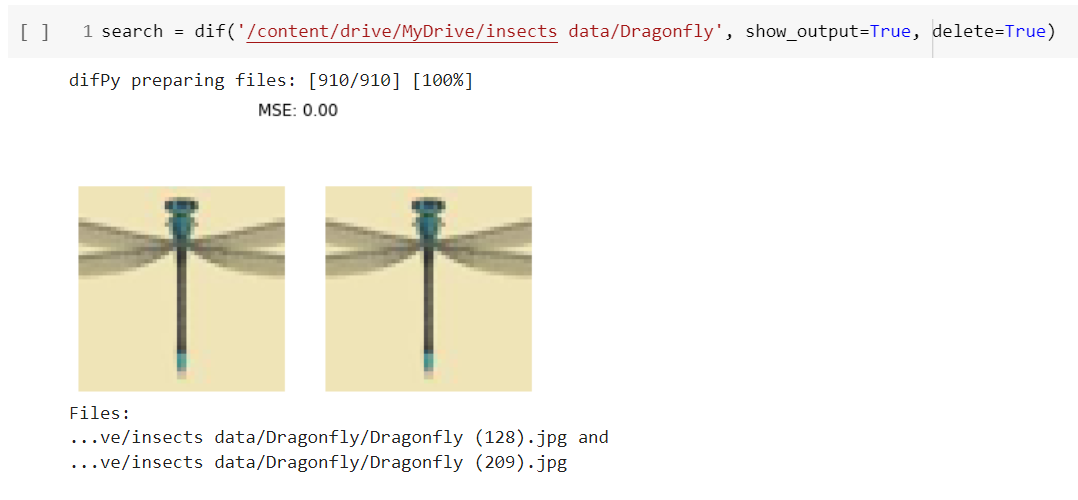 [ ] 1 search = dif('/content/drive/MyDrive/insects data/Dragonfly', show_output=True, delete=True)
difPy preparing files: [910/910] [100%]
MSE: 0.00
Files:
...ve/insects data/Dragonfly/Dragonfly (128).jpg and
...ve/insects data/Dragonfly/Dragonfly (209).jpg